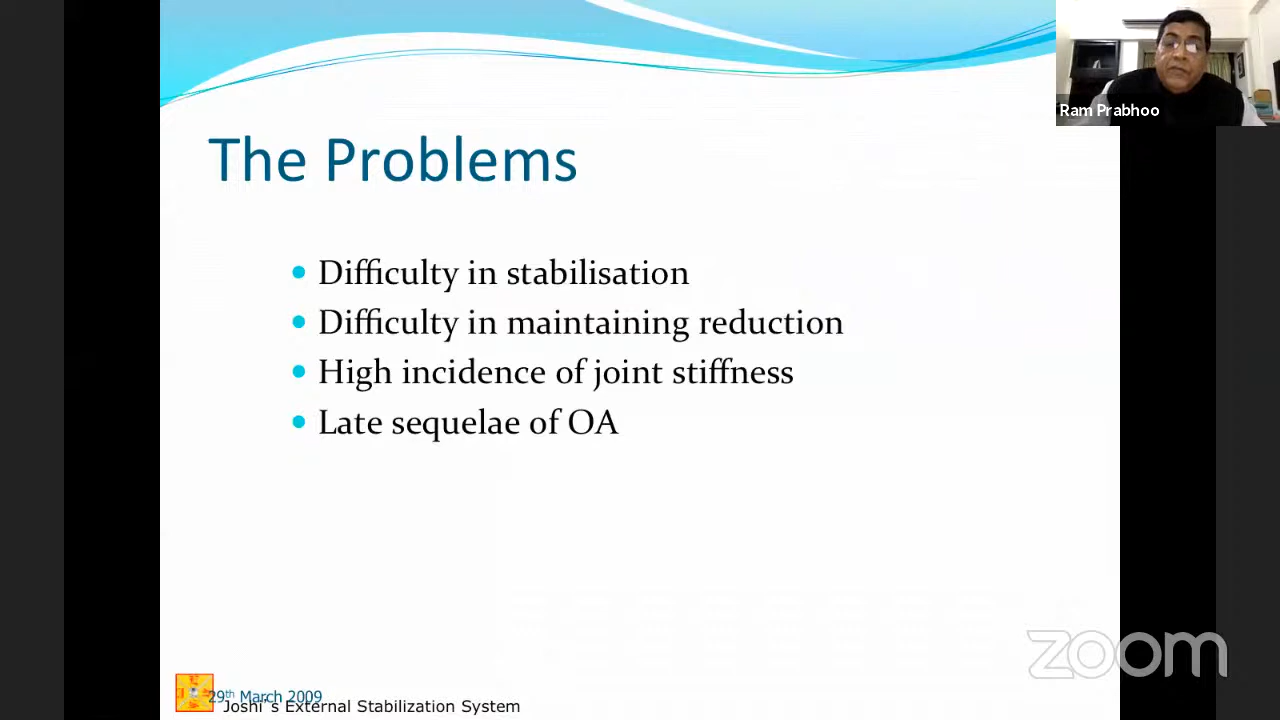 Ram Prabhoo
The Problems
Difficulty in stabilisation
Difficulty in maintaining reduction
High incidence of joint stiffness
Late sequelae of OA
zoom
29th March 2009
Joshi's External Stabilization System